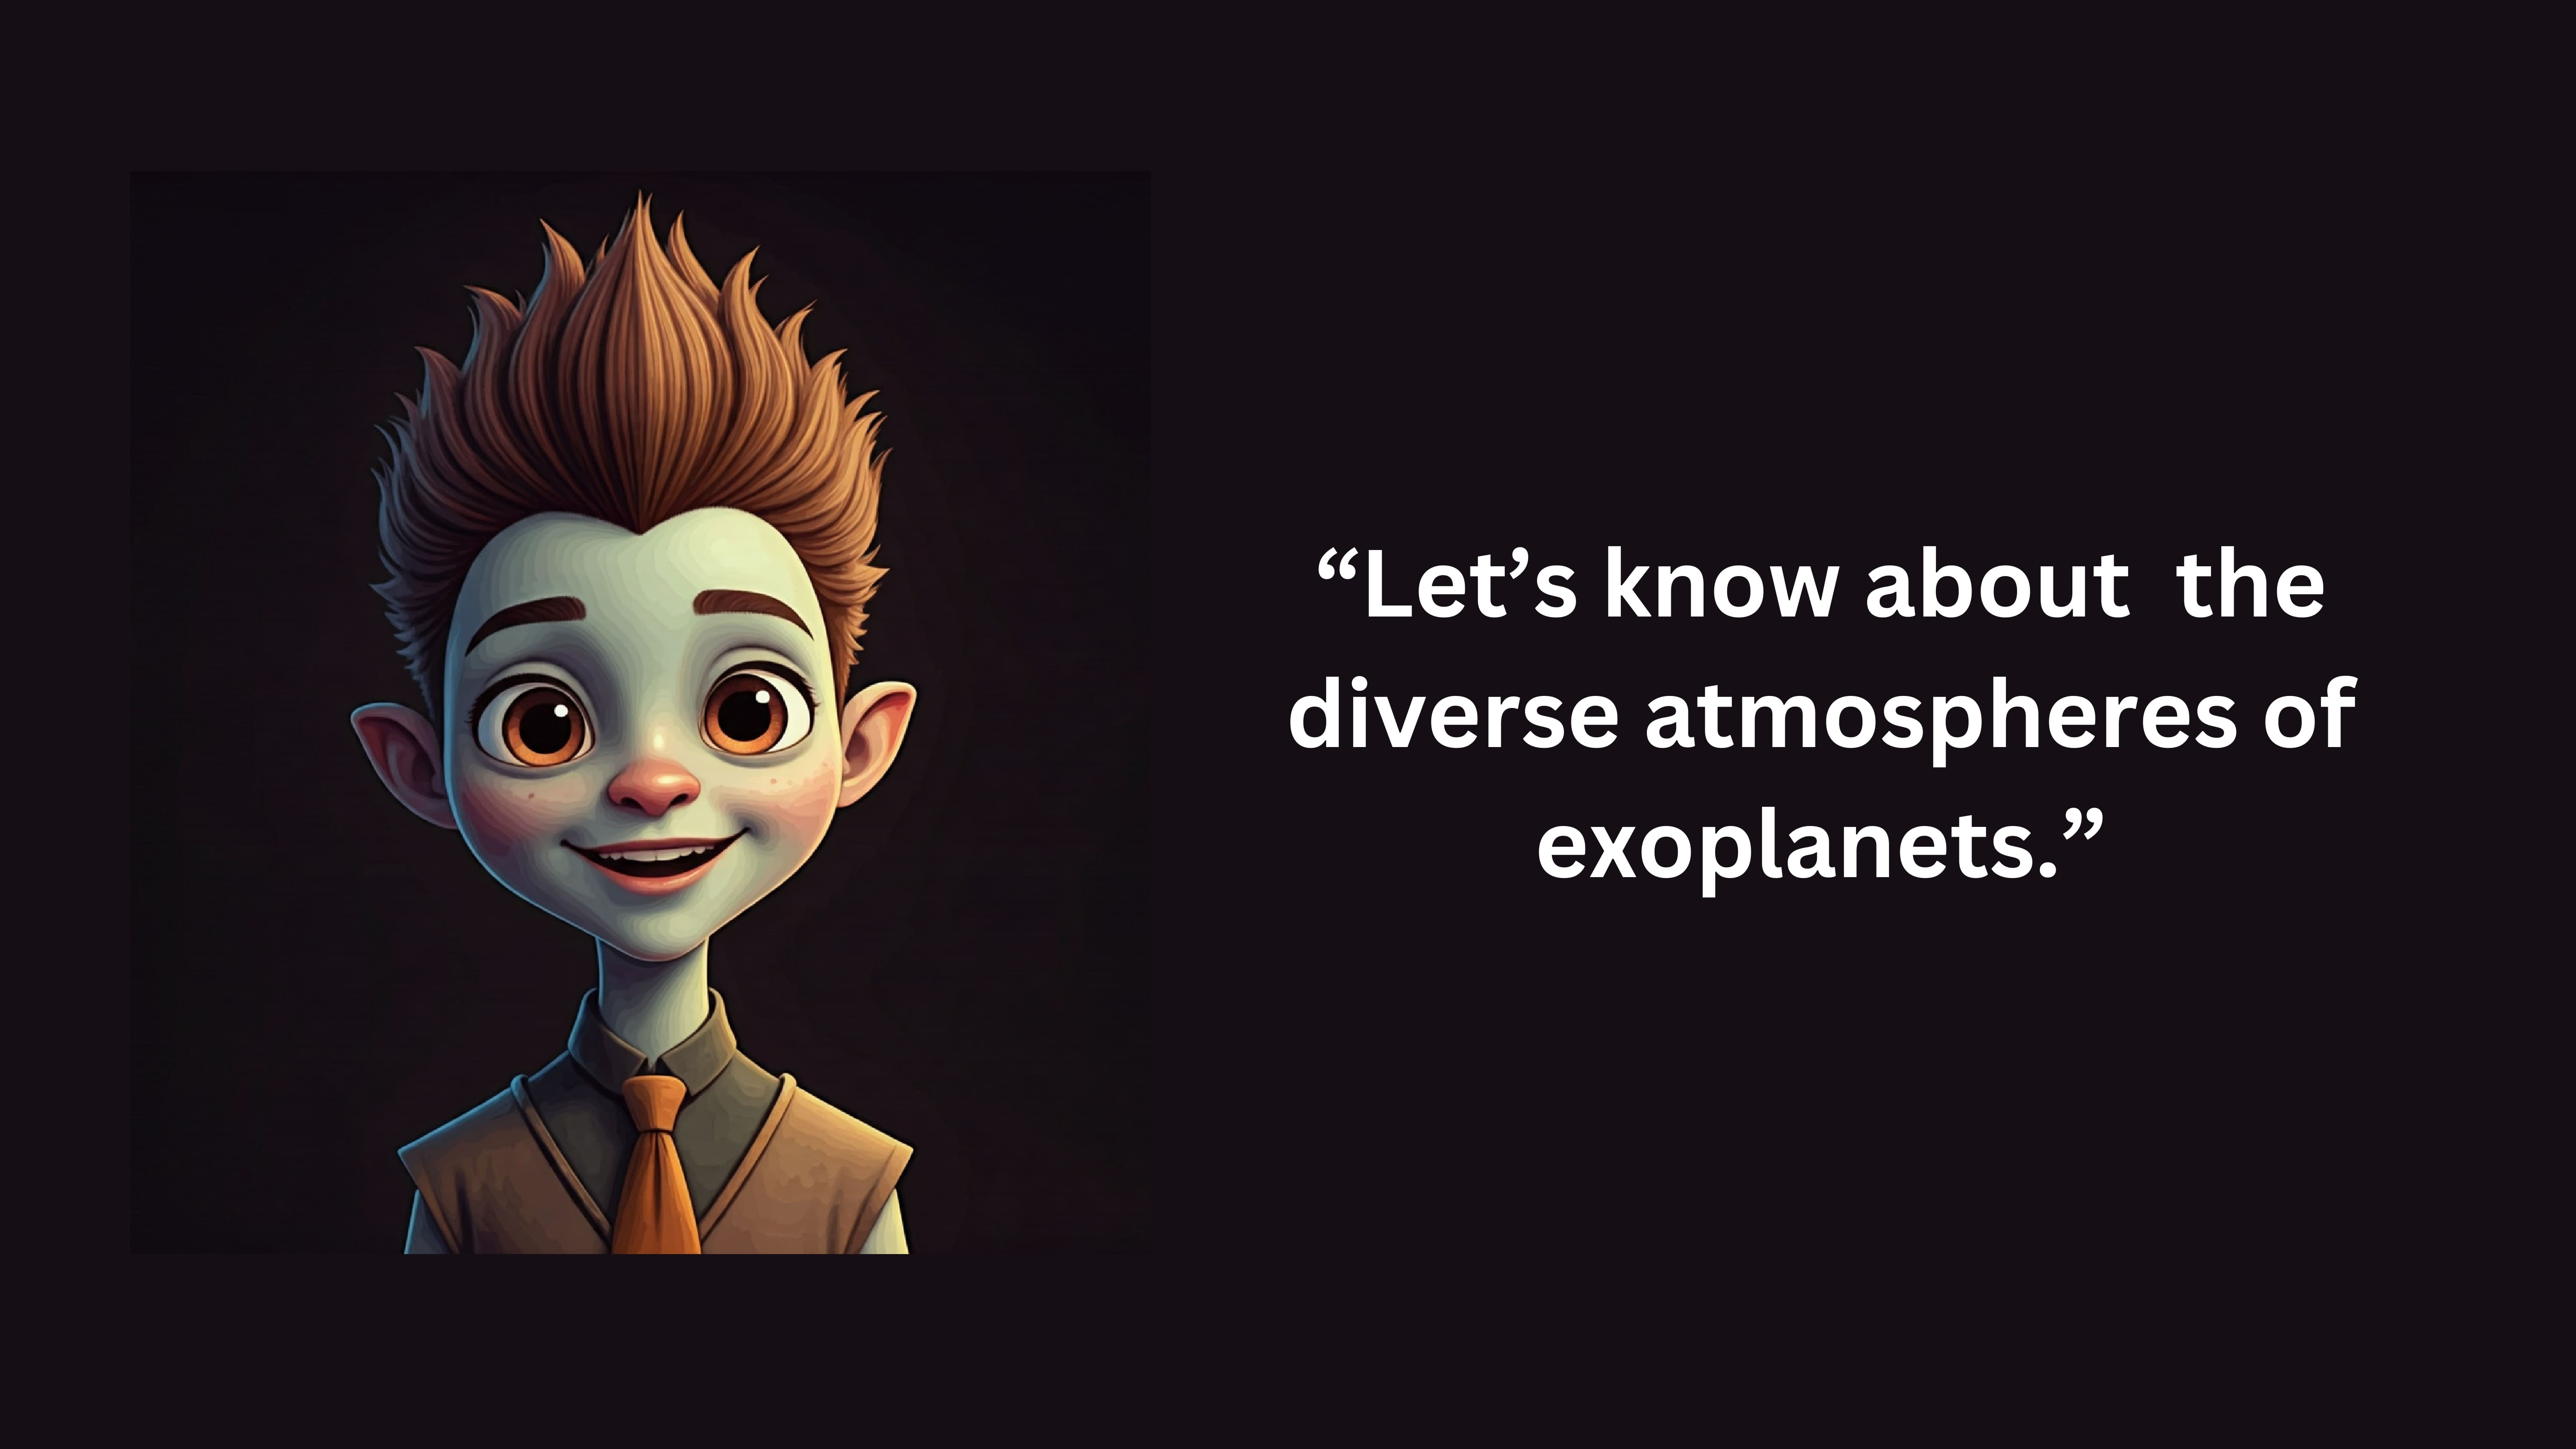 “Let’s know about  the
diverse atmospheres of
exoplanets.”